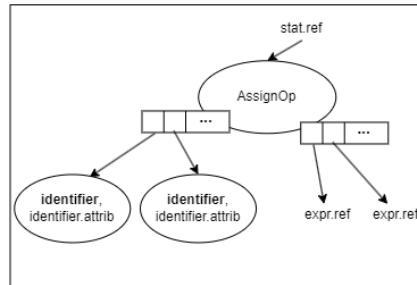 stat.ref
AssignOp
...
...
identifier,
identifier.attrib
identifier,
identifier.attrib
expr.ref
expr.ref